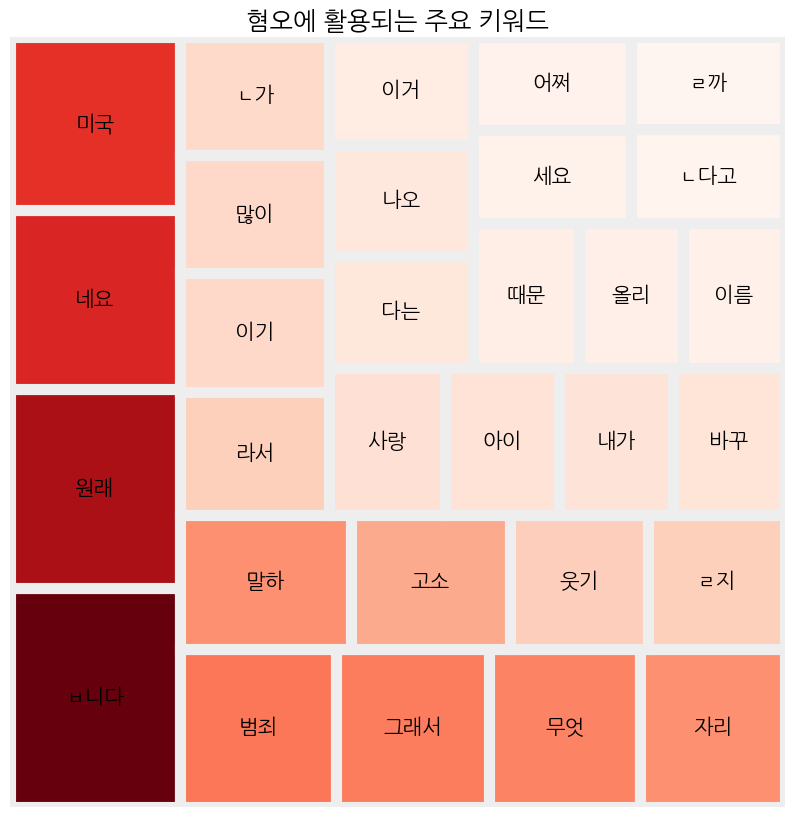 혐오에 활용되는 주요 키워드
미국
네요
원래
ㅂ니다
ㄴ가
많이
이기
라서
이거
나오
다는
어쩌
ㄹ까
세요
ㄴ다고
때문
올리
이름
사랑
아이
내가
바꾸
말하
고소
웃기
ㄹ지
범죄
그래서
무엇
자리